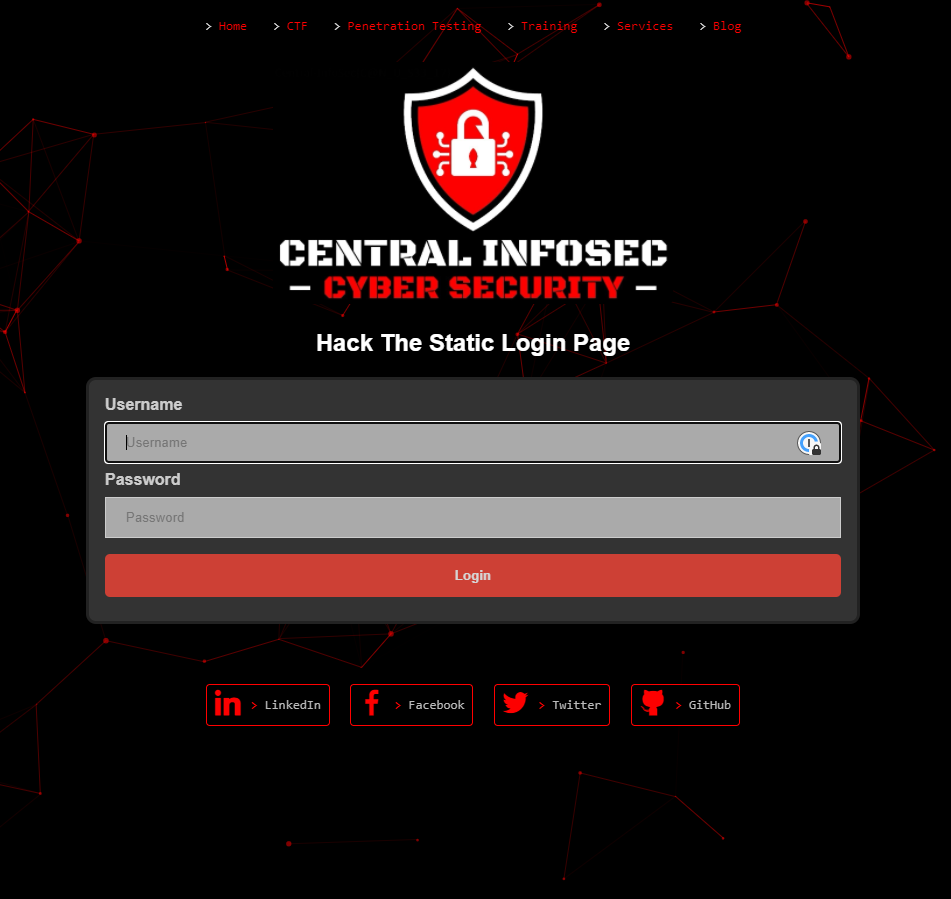 > Home > CTF > Penetration Testing > Training > Services > Blog
CENTRAL INFOSEC
— CYBER SECURITY —
Hack The Static Login Page
Username
Username
Password
Password
Login
> LinkedIn > Facebook > Twitter > GitHub